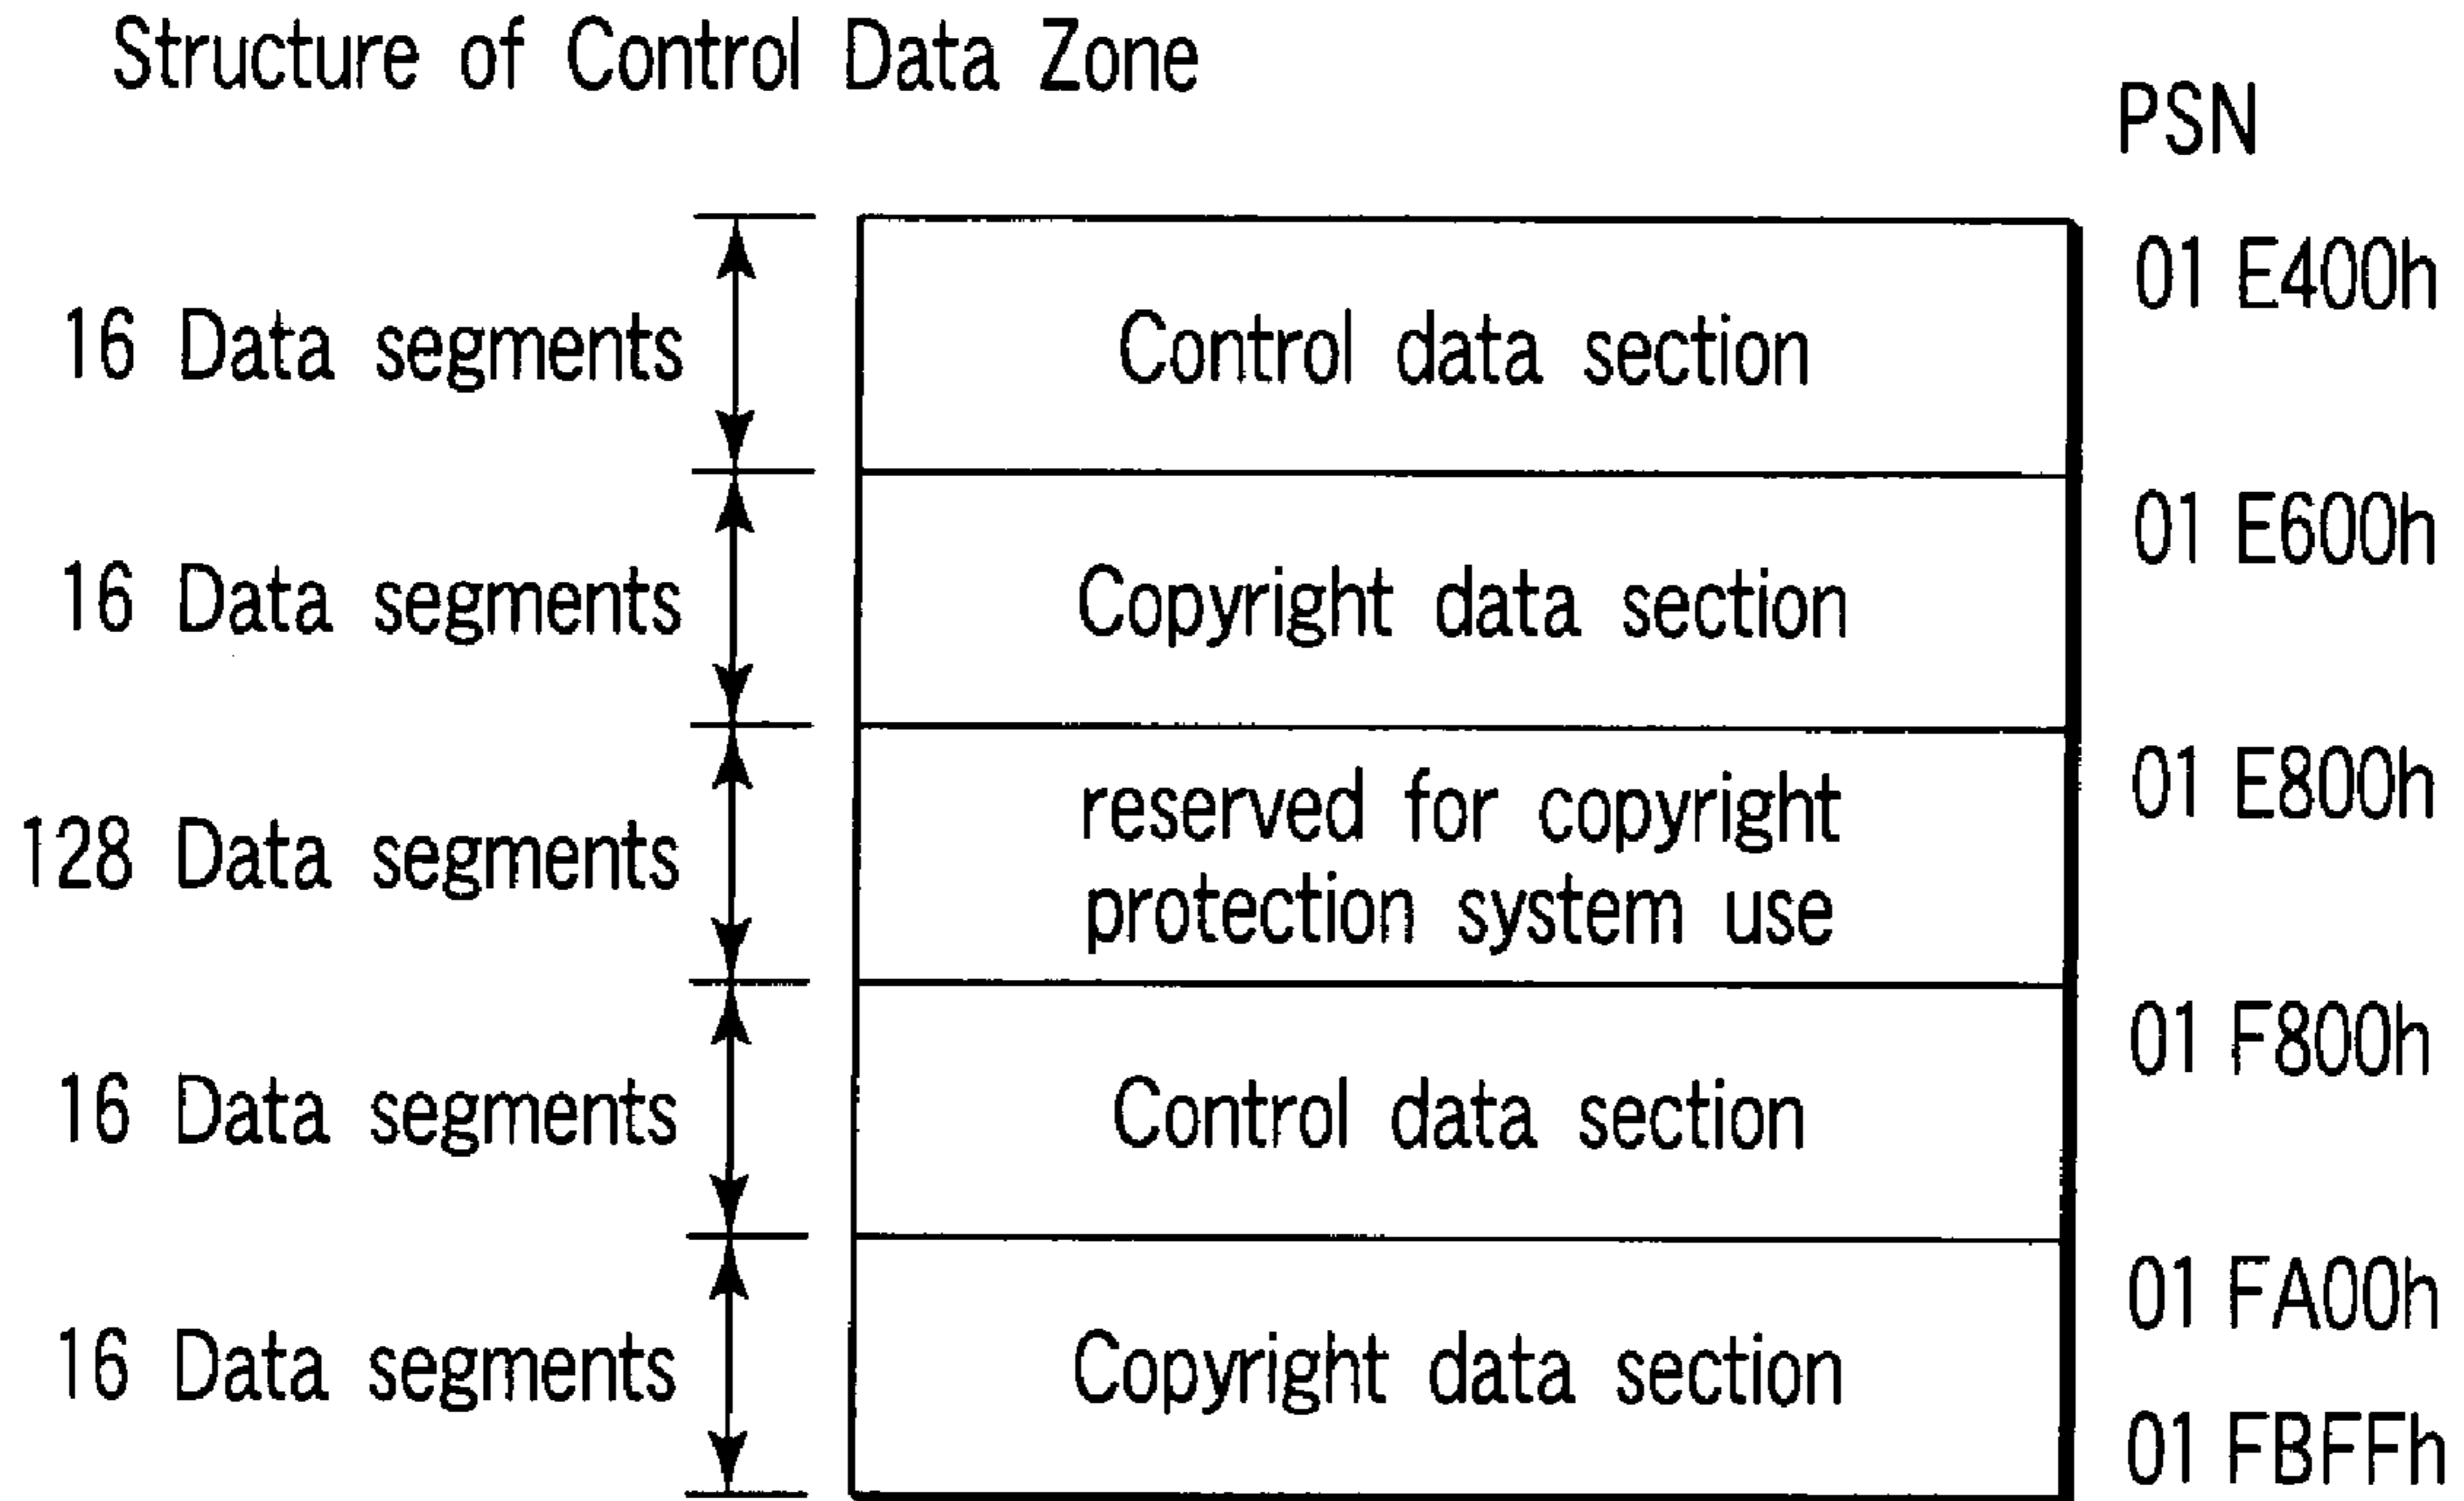 Structure of Control Data Zone
PSN
16 Data segments
Control data section
01 E400h
16 Data segments
Copyright data section
01 E600h
128 Data segments
reserved for copyright
protection system use
01 E800h
16 Data segments
Control data section
01 F800h
16 Data segments
Copyright data section
01 FA00h
01 FBFFh